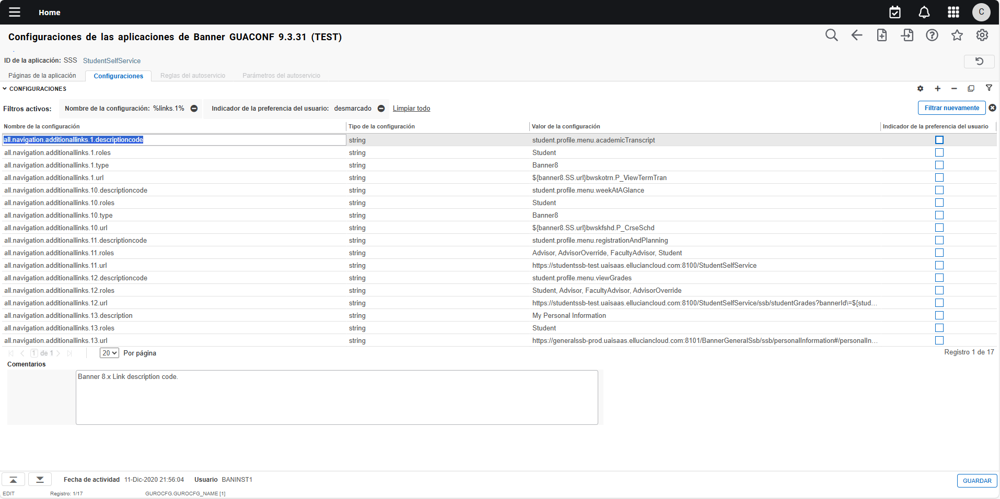 Home
C
Configuraciones de las aplicaciones de Banner GUACONF 9.3.31 (TEST)
ID de la aplicación: SSS StudentSelfService
Páginas de la aplicación Configuraciones Reglas del autoservicio Parámetros del autoservicio
CONFIGURACIONES
Filtros activos: Nombre de la configuración: %links.1% Indicador de la preferencia del usuario: desmarcado Limpiar todo Filtrar nuevamente
Nombre de la configuración Tipo de la configuración Valor de la configuración Indicador de la preferencia del usuario
all.navigation.additionallinks.1.descriptioncode string student.profile.menu.academicTranscript
all.navigation.additionallinks.1.roles string Student
all.navigation.additionallinks.1.type string Banner8
all.navigation.additionallinks.1.url string ${banner8.SS.url}bwskotrn.P_ViewTermTran
all.navigation.additionallinks.10.descriptioncode string student.profile.menu.weekAtAGlance
all.navigation.additionallinks.10.roles string Student
all.navigation.additionallinks.10.type string Banner8
all.navigation.additionallinks.10.url string ${banner8.SS.url}bwskfshd.P_CrseSchd
all.navigation.additionallinks.11.descriptioncode string student.profile.menu.registrationAndPlanning
all.navigation.additionallinks.11.roles string Advisor, AdvisorOverride, FacultyAdvisor, Student
all.navigation.additionallinks.11.url string https://studentssb-test.uaisaas.elluciancloud.com:8100/StudentSelfService
all.navigation.additionallinks.12.descriptioncode string student.profile.menu.viewGrades
all.navigation.additionallinks.12.roles string Student, Advisor, FacultyAdvisor, AdvisorOverride
all.navigation.additionallinks.12.url string https://studentssb-test.uaisaas.elluciancloud.com:8100/StudentSelfService/ssb/studentGrades?bannerId\=${stud...
all.navigation.additionallinks.13.description string My Personal Information
all.navigation.additionallinks.13.roles string Student
all.navigation.additionallinks.13.url string https://generalssb-prod.uaisaas.elluciancloud.com:8101/BannerGeneralSsb/ssb/personalInformation#/personalIn...
1 de 1 20 Por página Registro 1 de 17
Comentarios
Banner 8.x Link description code.
Fecha de actividad 11-Dic-2020 21:56:04 Usuario BANINST1 GUARDAR
EDIT Registro: 1/17 GUROCFG.GUROCFG_NAME [1]